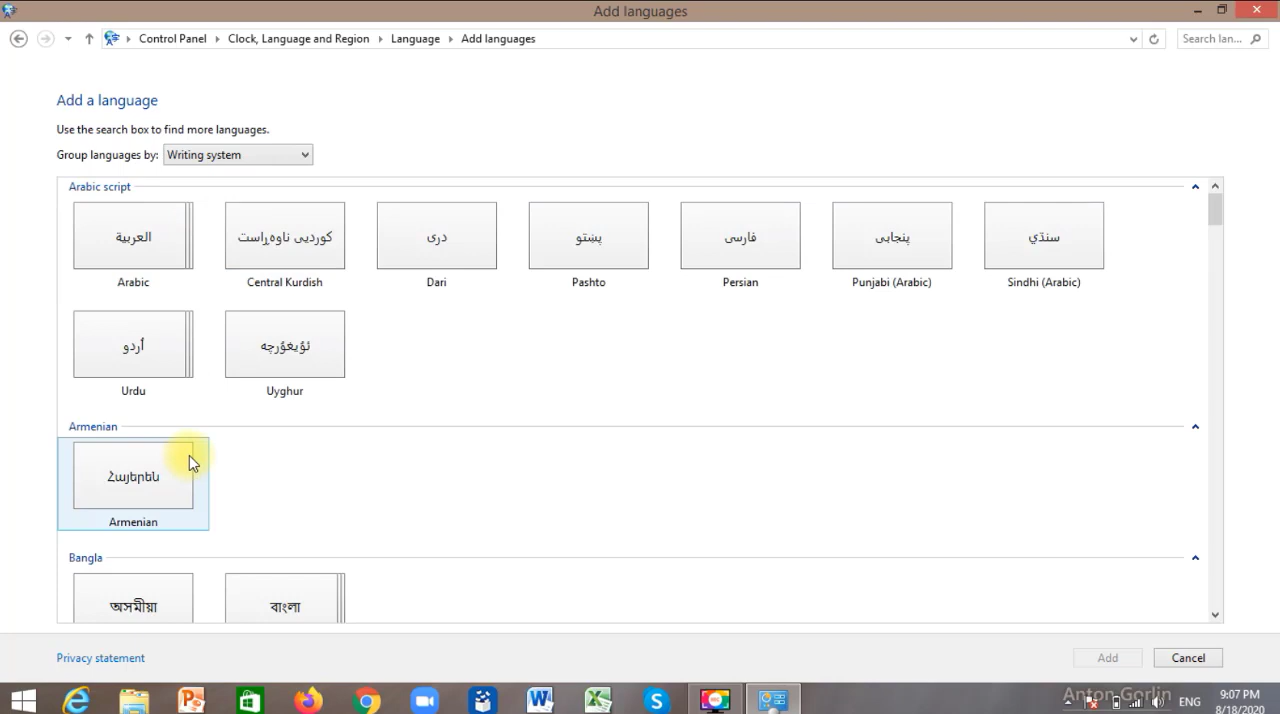 Add languages
Control Panel
Clock, Language and Region
Language
Add languages
Search lan...
Add a language
Use the search box to find more languages.
Group languages by: Writing system
Arabic script
العربية
کوردیی ناوەڕاست
درى
پښتو
فارسى
پنجابی
سنڌي
Arabic
Central Kurdish
Dari
Pashto
Persian
Punjabi (Arabic)
Sindhi (Arabic)
اُردو
ئۇيغۇرچە
Urdu
Uyghur
Armenian
Հայերեն
Armenian
Bangla
অসমীয়া
বাংলা
Privacy statement
Add
Cancel
Anton Gorlin
ENG
9:07 PM
8/18/2020